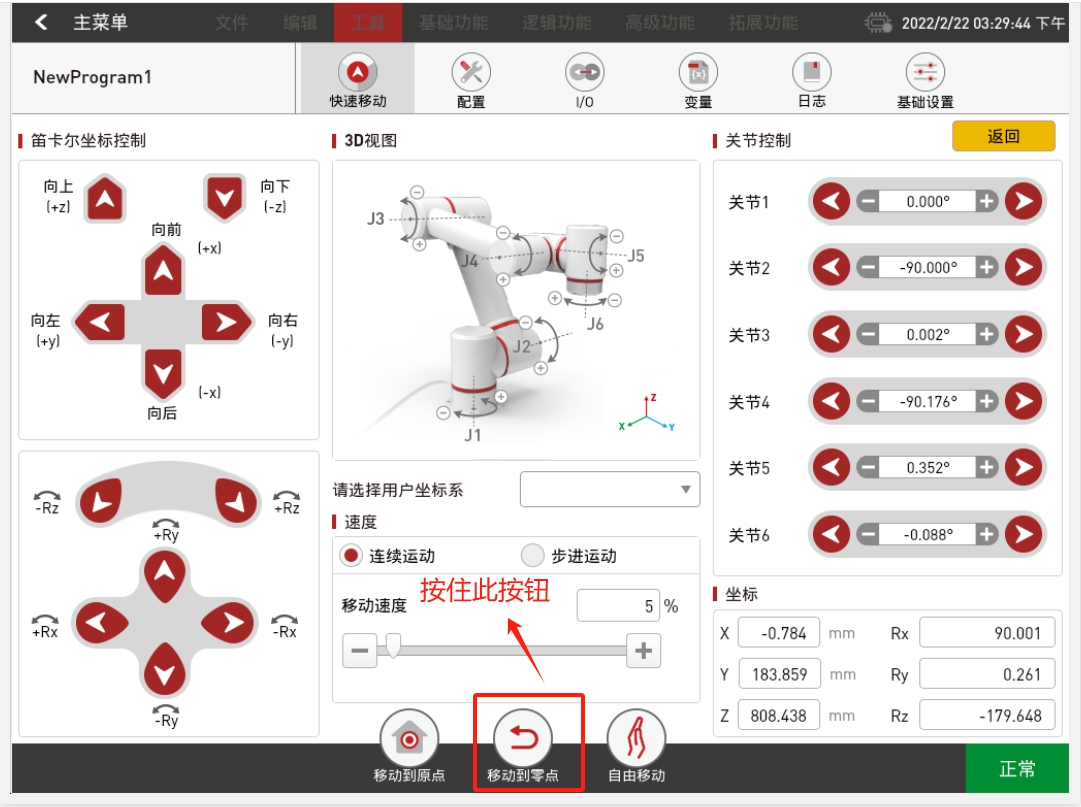 主菜单 文件 编辑 工具 基础功能 逻辑功能 高级功能 拓展功能 2022/2/22 03:29:44 下午
NewProgram1
快速移动 配置 I/O 变量 日志 基础设置
笛卡尔坐标控制
向上
(+z)
向下
(-z)
向前
(+x)
向左
(+y)
向右
(-y)
(-x)
向后
-Rz
+Rz
+Ry
+Rx
-Rx
-Ry
3D视图
J3
J4
J5
J6
J2
J1
Z
X
Y
请选择用户坐标系
速度
连续运动 步进运动
按住此按钮
移动速度 5 %
关节控制 返回
关节1 0.000°
关节2 -90.000°
关节3 0.002°
关节4 -90.176°
关节5 0.352°
关节6 -0.088°
坐标
X -0.784 mm Rx 90.001
Y 183.859 mm Ry 0.261
Z 808.438 mm Rz -179.648
移动到原点 移动到零点 自由移动 正常